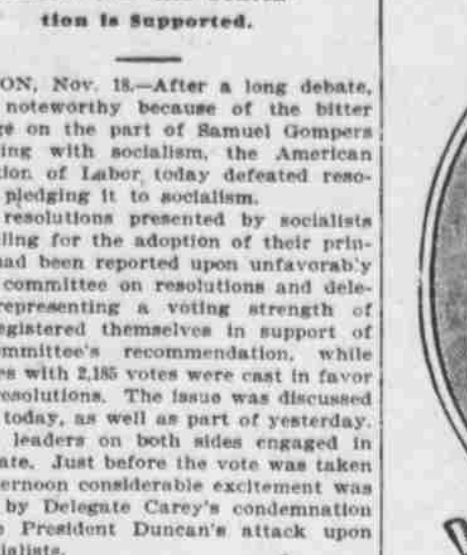 tion is Supported.
ON, Nov. 18.—After a long debate,
noteworthy because of the bitter
on the part of Samuel Gompers
ing with socialism, the American
tion of Labor today defeated reso-
pledging it to socialism.
resolutions presented by socialists
ling for the adoption of their prin-
had been reported upon unfavorab'y
committee on resolutions and dele-
representing a voting strength of
egistered themselves in support of
ommittee's recommendation, while
es with 2,185 votes were cast in favor
resolutions. The issue was discussed
today, as well as part of yesterday.
leaders on both sides engaged in
ate. Just before the vote was taken
ernoon considerable excitement was
by Delegate Carey's condemnation
e President Duncan's attack upon
ialists.